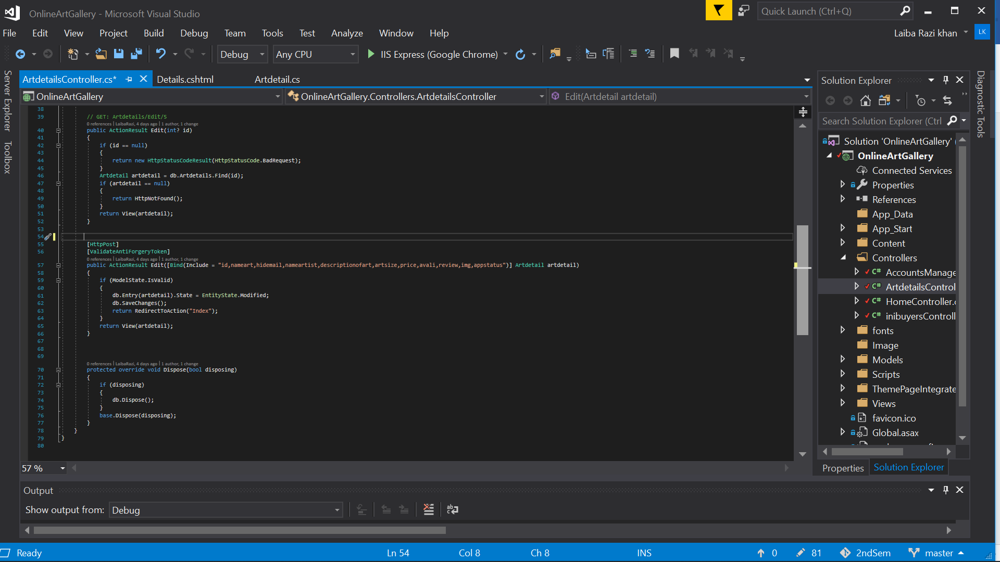 OnlineArtGallery - Microsoft Visual Studio
Quick Launch (Ctrl+Q)
File Edit View Project Build Debug Team Tools Test Analyze Window Help
Laiba Razi khan LK
Debug Any CPU IIS Express (Google Chrome)
Server Explorer
Toolbox
ArtdetailsController.cs* Details.cshtml Artdetail.cs
OnlineArtGallery OnlineArtGallery.Controllers.ArtdetailsController Edit(Artdetail artdetail)
38
39 // GET: Artdetails/Edit/5
0 references | LaibaRazi, 4 days ago | 1 author, 1 change
40 public ActionResult Edit(int? id)
41 {
42 if (id == null)
43 {
44 return new HttpStatusCodeResult(HttpStatusCode.BadRequest);
45 }
46 Artdetail artdetail = db.Artdetails.Find(id);
47 if (artdetail == null)
48 {
49 return HttpNotFound();
50 }
51 return View(artdetail);
52 }
53
54
55 [HttpPost]
56 [ValidateAntiForgeryToken]
0 references | LaibaRazi, 4 days ago | 1 author, 1 change
57 public ActionResult Edit([Bind(Include = "id,nameart,hidemail,nameartist,descriptionofart,artsize,price,avali,review,img,appstatus")] Artdetail artdetail)
58 {
59 if (ModelState.IsValid)
60 {
61 db.Entry(artdetail).State = EntityState.Modified;
62 db.SaveChanges();
63 return RedirectToAction("Index");
64 }
65 return View(artdetail);
66 }
67
68
69
0 references | LaibaRazi, 4 days ago | 1 author, 1 change
70 protected override void Dispose(bool disposing)
71 {
72 if (disposing)
73 {
74 db.Dispose();
75 }
76 base.Dispose(disposing);
77 }
78 }
79 }
80
57 %
Solution Explorer
Search Solution Explorer (Ctrl
Solution 'OnlineArtGallery' (
OnlineArtGallery
Connected Services
Properties
References
App_Data
App_Start
Content
Controllers
C# AccountsManage
C# ArtdetailsControl
C# HomeController.c
C# inibuyersControll
fonts
Image
Models
Scripts
ThemePageIntegrate
Views
favicon.ico
Global.asax
Properties Solution Explorer
Diagnostic Tools
Output
Show output from: Debug
Ready Ln 54 Col 8 Ch 8 INS 0 81 2ndSem master